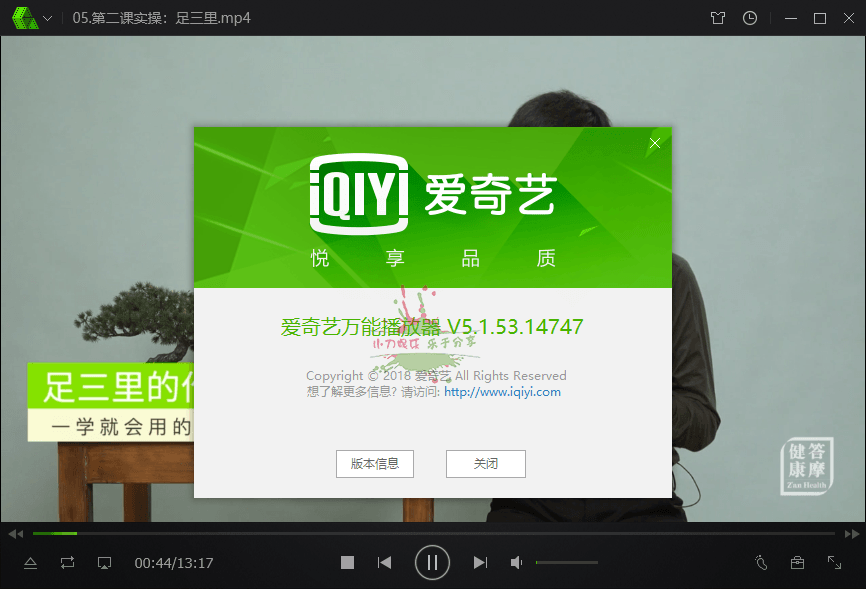 05.第二课实操：足三里.mp4
iQIYI 爱奇艺
悦 享 品 质
爱奇艺万能播放器 V5.1.53.14747
小刀娱乐 乐于分享
Copyright © 2018 爱奇艺 All Rights Reserved
想了解更多信息? 请访问: http://www.iqiyi.com
足三里的
一学就会用的
版本信息 关闭
健答
康摩
Zan Health
00:44/13:17